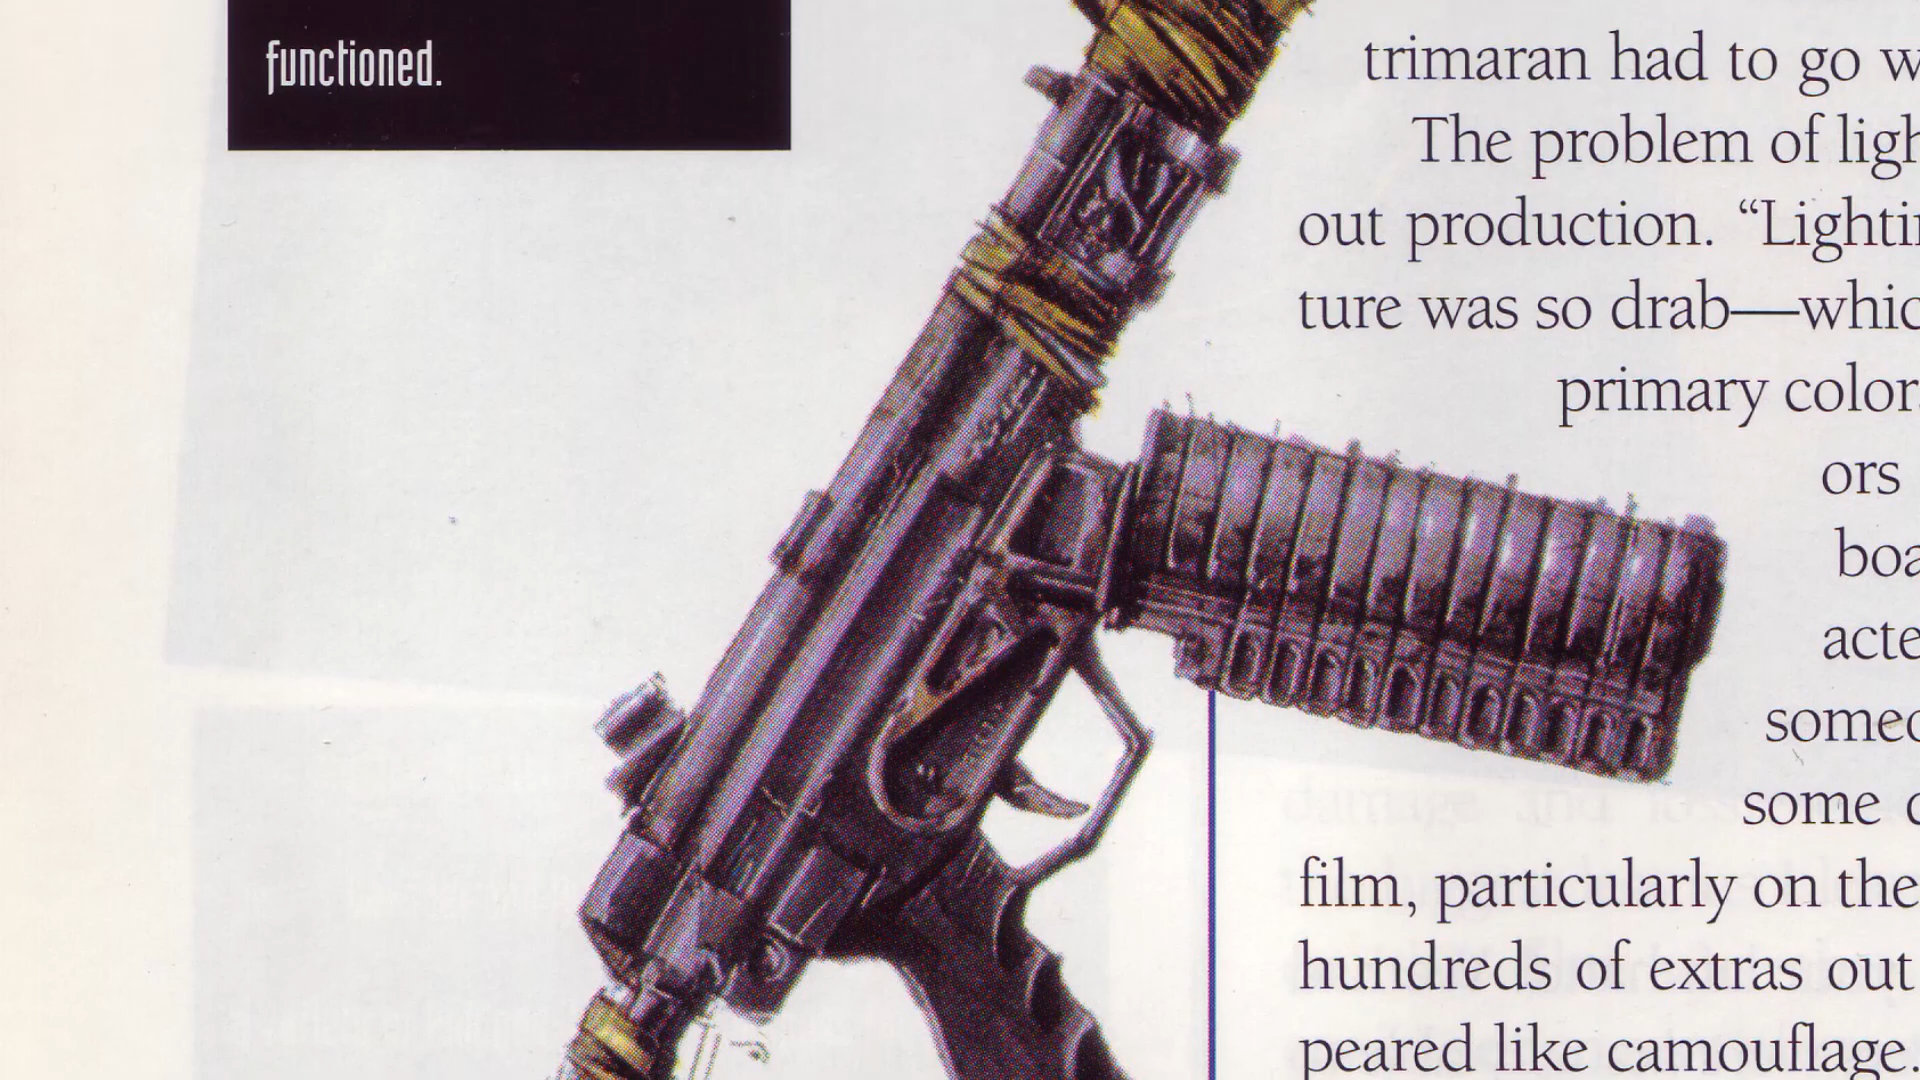 functioned.
trimaran had to go w
The problem of ligh
out production. “Lightin
ture was so drab—whic
primary color
ors
boa
acte
someo
some
film, particularly on the
hundreds of extras out
peared like camouflage.